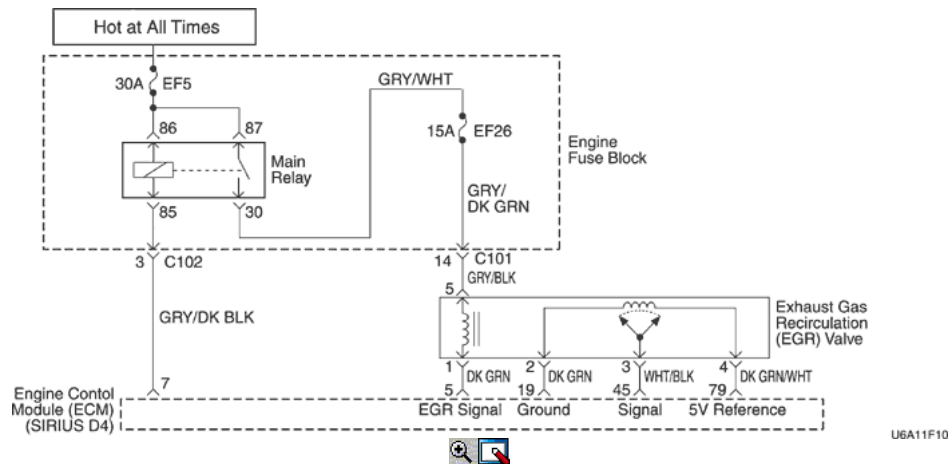 Hot at All Times
30A EF5
GRY/WHT
86
87
15A EF26
Engine
Fuse Block
Main
Relay
GRY/
DK GRN
85
30
3 C102
14 C101
GRY/BLK
5
GRY/DK BLK
Exhaust Gas
Recirculation
(EGR) Valve
1 DK GRN
2 DK GRN
3 WHT/BLK
4 DK GRN/WHT
7
5
19
45
79
Engine Contol
Module (ECM)
(SIRIUS D4)
EGR Signal
Ground
Signal
5V Reference
U6A11F10